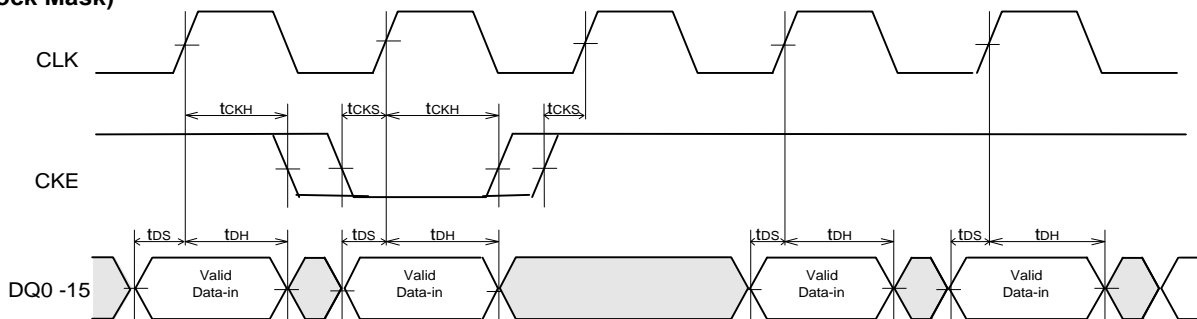 ock Mask)
CLK
tCKH tCKS tCKH tCKS
CKE
tDS tDH tDS tDH tDS tDH tDS tDH
DQ0 -15
Valid Data-in
Valid Data-in
Valid Data-in
Valid Data-in